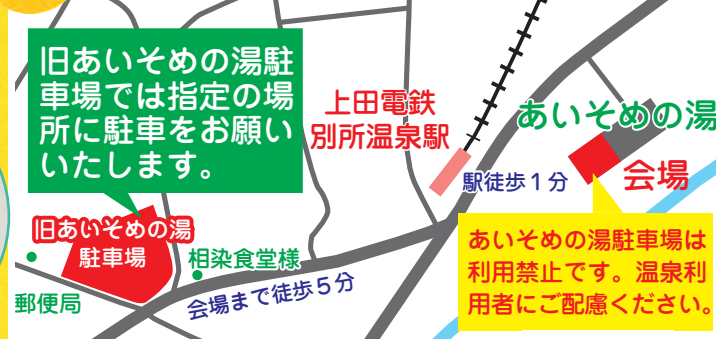 旧あいそめの湯駐
車場では指定の場
所に駐車をお願い
いたします。
上田電鉄
別所温泉駅
あいそめの湯
駅徒歩１分
会場
旧あいそめの湯
駐車場
相染食堂様
郵便局
会場まで徒歩５分
あいそめの湯駐車場は
利用禁止です。温泉利
用者にご配慮ください。